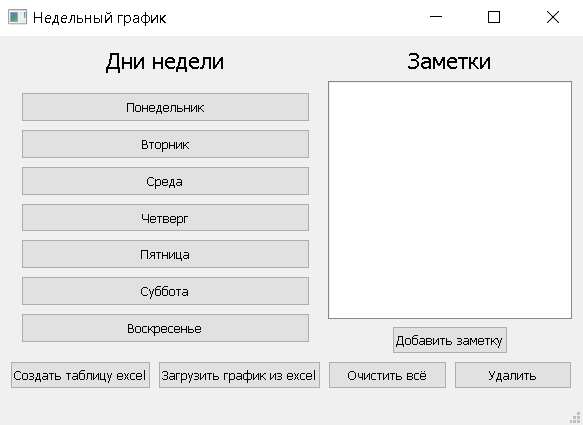 Недельный график
Дни недели
Заметки
Понедельник
Вторник
Среда
Четверг
Пятница
Суббота
Воскресенье
Добавить заметку
Создать таблицу excel
Загрузить график из excel
Очистить всё
Удалить